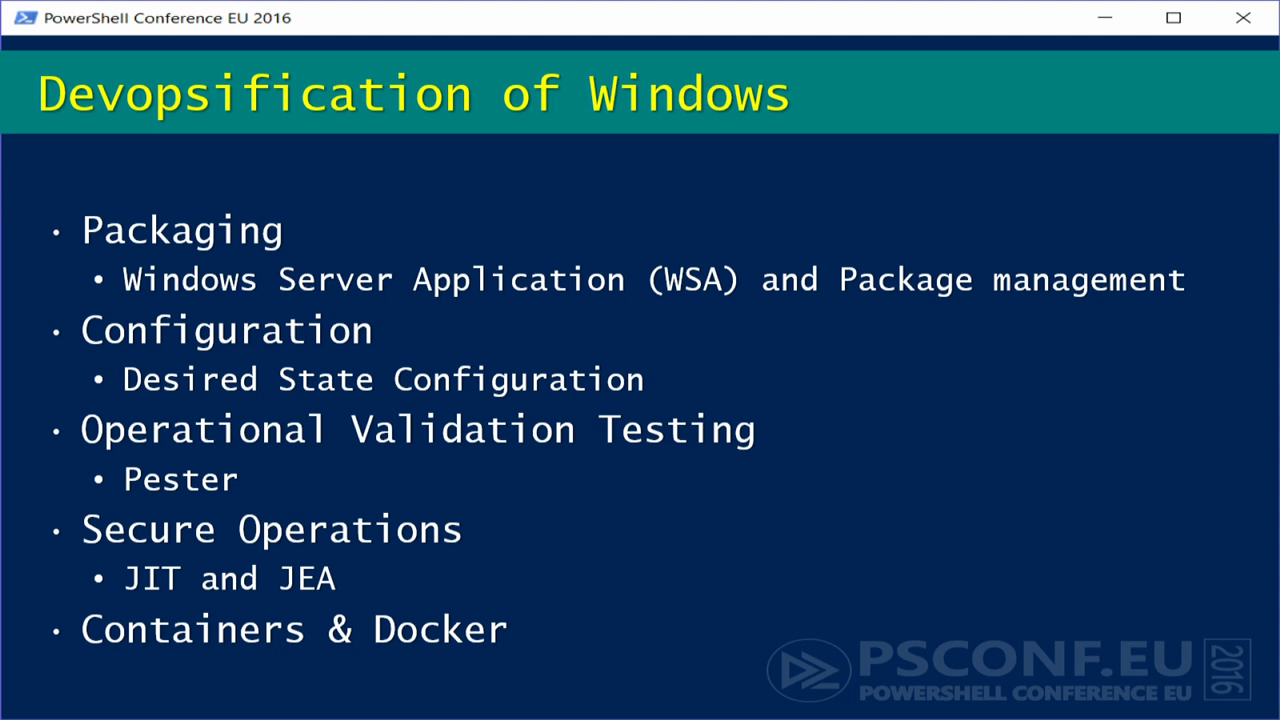 PowerShell Conference EU 2016
Devopsification of Windows
• Packaging
• Windows Server Application (WSA) and Package management
• Configuration
• Desired State Configuration
• Operational Validation Testing
• Pester
• Secure Operations
• JIT and JEA
• Containers & Docker
PSCONF.EU
POWERSHELL CONFERENCE EU
2016